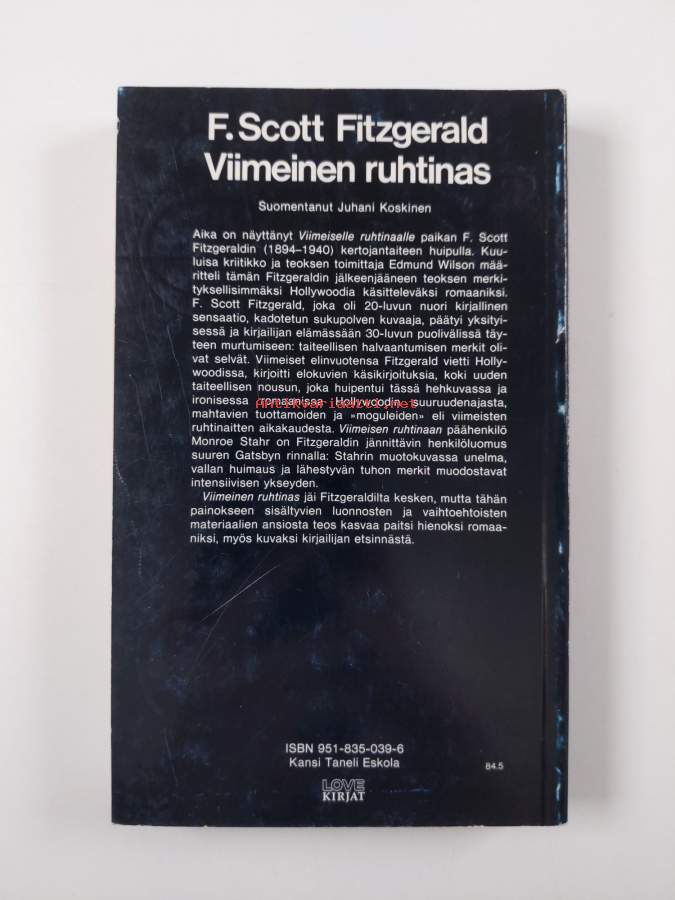 F. Scott Fitzgerald
Viimeinen ruhtinas
Suomentanut Juhani Koskinen
Aika on näyttänyt Viimeiselle ruhtinaalle paikan F. Scott
Fitzgeraldin (1894–1940) kertojantaiteen huipulla. Kuu-
luisa kriitikko ja teoksen toimittaja Edmund Wilson mää-
ritteli tämän Fitzgeraldin jälkeenjääneen teoksen merki-
tyksellisimmäksi Hollywoodia käsitteleväksi romaaniksi.
F. Scott Fitzgerald, joka oli 20-luvun nuori kirjallinen
sensaatio, kadotetun sukupolven kuvaaja, päätyi yksityi-
sessä ja kirjailijan elämässään 30-luvun puolivälissä täy-
teen murtumiseen: taiteellisen halvaantumisen merkit oli-
vat selvät. Viimeiset elinvuotensa Fitzgerald vietti Holly-
woodissa, kirjoitti elokuvien käsikirjoituksia, koki uuden
taiteellisen nousun, joka huipentui tässä hehkuvassa ja
ironisessa romaanissa Hollywoodin suuruudenajasta,
Antikvariaatti.net
mahtavien tuottamoiden ja »moguleiden» eli viimeisten
ruhtinaitten aikakaudesta. Viimeisen ruhtinaan päähenkilö
Monroe Stahr on Fitzgeraldin jännittävin henkilöluomus
suuren Gatsbyn rinnalla: Stahrin muotokuvassa unelma,
vallan huimaus ja lähestyvän tuhon merkit muodostavat
intensiivisen ykseyden.
Viimeinen ruhtinas jäi Fitzgeraldilta kesken, mutta tähän
painokseen sisältyvien luonnosten ja vaihtoehtoisten
materiaalien ansiosta teos kasvaa paitsi hienoksi romaa-
niksi, myös kuvaksi kirjailijan etsinnästä.
ISBN 951-835-039-6
Kansi Taneli Eskola
84.5
LOVE
KIRJAT